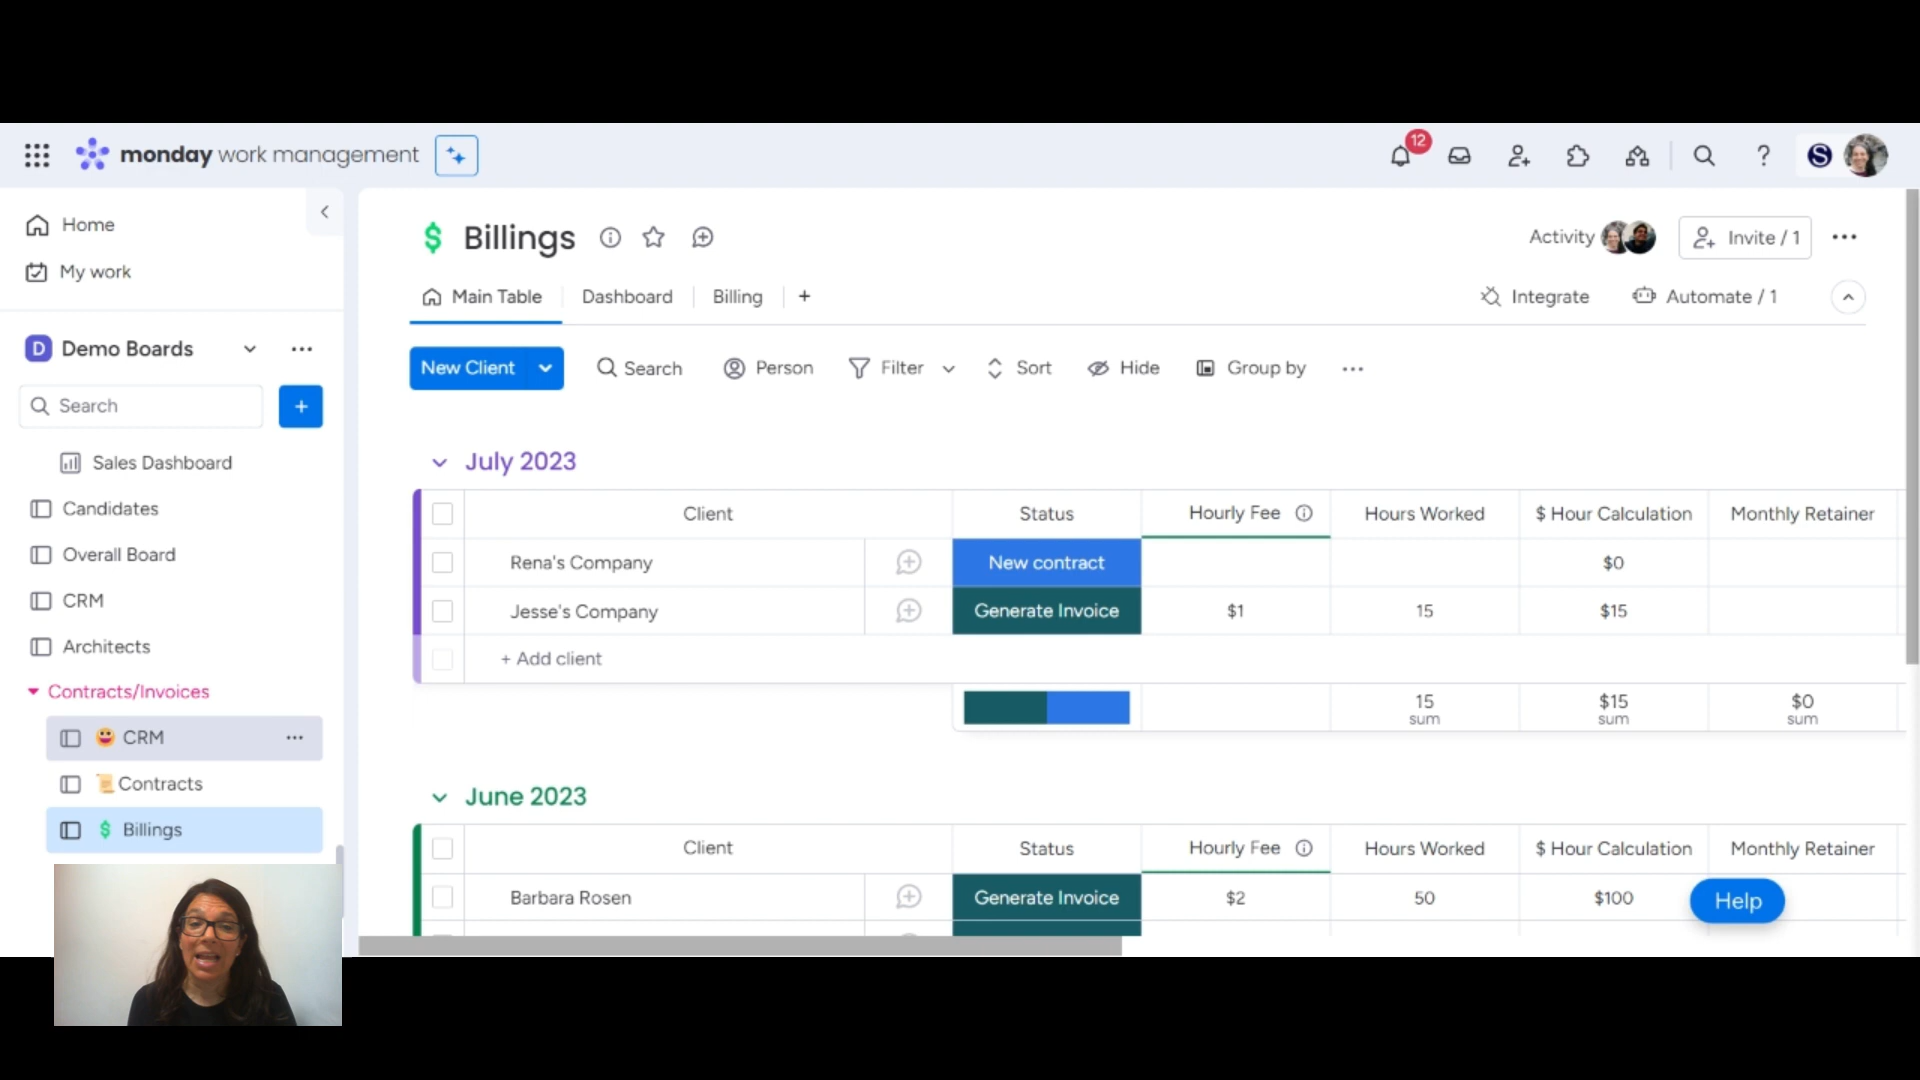 monday work management
12
S
Home
My work
D Demo Boards
Search
+
Sales Dashboard
Candidates
Overall Board
CRM
Architects
Contracts/Invoices
CRM
Contracts
$ Billings
$ Billings
Activity
Invite / 1
Main Table
Dashboard
Billing
+
Integrate
Automate / 1
New Client
Search
Person
Filter
Sort
Hide
Group by
July 2023
Client Status Hourly Fee Hours Worked $ Hour Calculation Monthly Retainer
Rena's Company New contract $0
Jesse's Company Generate Invoice $1 15 $15
+ Add client
15 $15 $0
sum sum sum
June 2023
Client Status Hourly Fee Hours Worked $ Hour Calculation Monthly Retainer
Barbara Rosen Generate Invoice $2 50 $100
Help